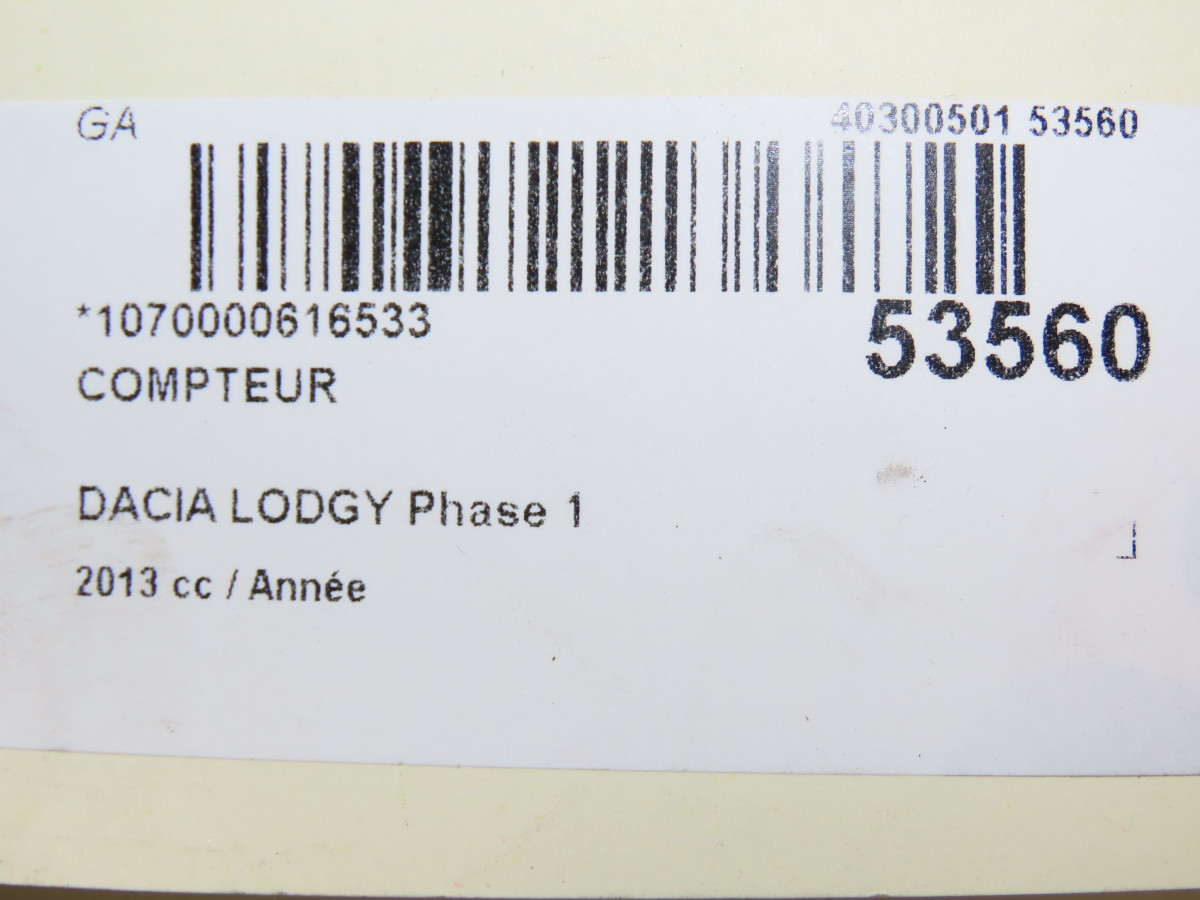 GA
40300501 53560
*1070000616533
53560
COMPTEUR
DACIA LODGY Phase 1
2013 cc / Année